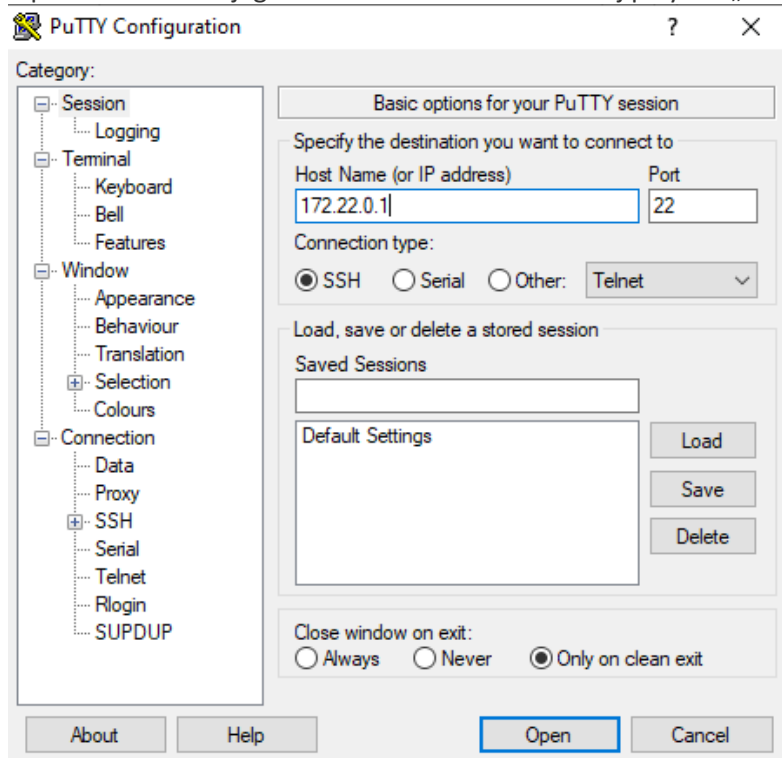 PuTTY Configuration ? ×
Category:
Session
Logging
Terminal
Keyboard
Bell
Features
Window
Appearance
Behaviour
Translation
Selection
Colours
Connection
Data
Proxy
SSH
Serial
Telnet
Rlogin
SUPDUP
Basic options for your PuTTY session
Specify the destination you want to connect to
Host Name (or IP address) Port
172.22.0.1 22
Connection type:
SSH Serial Other: Telnet
Load, save or delete a stored session
Saved Sessions
Default Settings
Load
Save
Delete
Close window on exit:
Always Never Only on clean exit
About Help Open Cancel